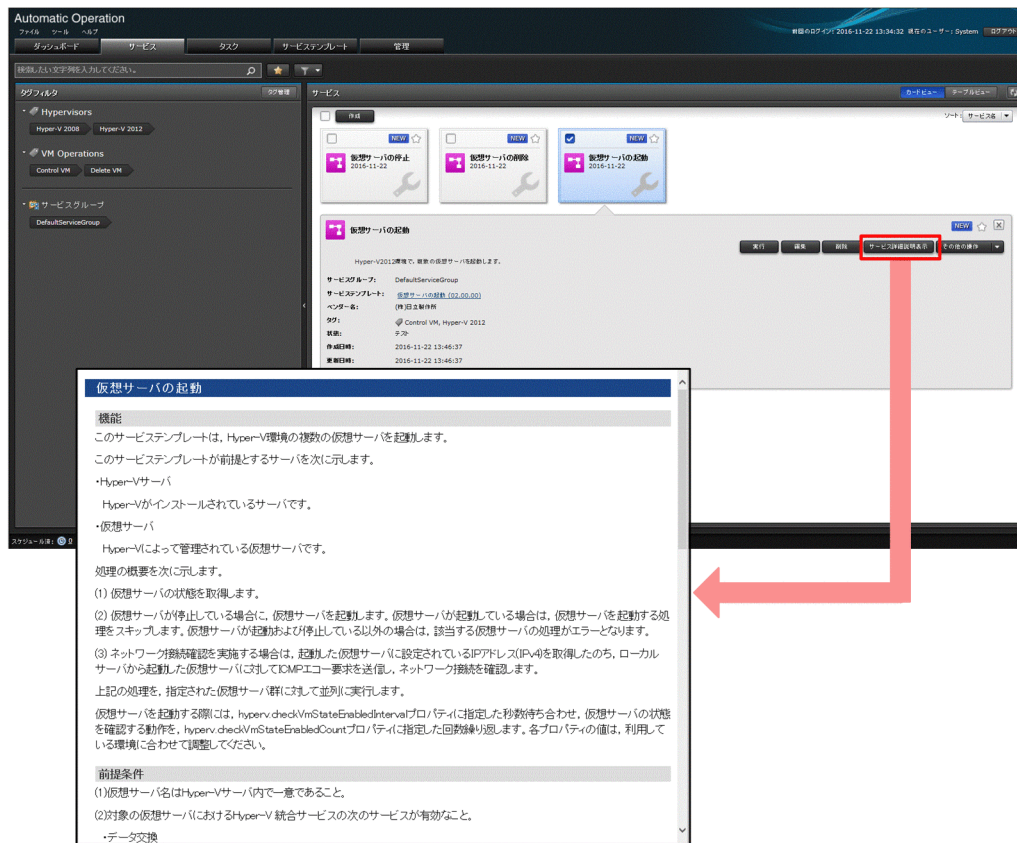 Automatic Operation
ファイル ツール ヘルプ
前回のログイン: 2016-11-22 13:34:32 現在のユーザー: System ログアウト
ダッシュボード サービス タスク サービステンプレート 管理
検索したい文字列を入力してください。
タグフィルタ タグ管理
サービス カードビュー テーブルビュー
Hypervisors
Hyper-V 2008 Hyper-V 2012
VM Operations
Control VM Delete VM
サービスグループ
DefaultServiceGroup
作成 ソート: サービス名
NEW NEW NEW
仮想サーバの停止
2016-11-22
仮想サーバの削除
2016-11-22
仮想サーバの起動
2016-11-22
仮想サーバの起動 NEW
実行 編集 削除 サービス詳細説明表示 その他の操作
Hyper-V2012環境で、複数の仮想サーバを起動します。
サービスグループ: DefaultServiceGroup
サービステンプレート: 仮想サーバの起動 (02.00.00)
ベンダー名: (株)日立製作所
タグ: Control VM, Hyper-V 2012
状態: テスト
作成日時: 2016-11-22 13:46:37
更新日時: 2016-11-22 13:46:37
スケジュール済: 0
仮想サーバの起動
機能
このサービステンプレートは，Hyper-V環境の複数の仮想サーバを起動します。
このサービステンプレートが前提とするサーバを次に示します。
・Hyper-Vサーバ
Hyper-Vがインストールされているサーバです。
・仮想サーバ
Hyper-Vによって管理されている仮想サーバです。
処理の概要を次に示します。
(1) 仮想サーバの状態を取得します。
(2) 仮想サーバが停止している場合に，仮想サーバを起動します。仮想サーバが起動している場合は，仮想サーバを起動する処
理をスキップします。仮想サーバが起動および停止している以外の場合は，該当する仮想サーバの処理がエラーとなります。
(3) ネットワーク接続確認を実施する場合は，起動した仮想サーバに設定されているIPアドレス(IPv4)を取得したのち，ローカル
サーバから起動した仮想サーバに対してICMPエコー要求を送信し，ネットワーク接続を確認します。
上記の処理を，指定された仮想サーバ群に対して並列に実行します。
仮想サーバを起動する際には，hyperv.checkVmStateEnabledIntervalプロパティに指定した秒数待ち合わせ，仮想サーバの状態
を確認する動作を，hyperv.checkVmStateEnabledCountプロパティに指定した回数繰り返します。各プロパティの値は，利用して
いる環境に合わせて調整してください。
前提条件
(1)仮想サーバ名はHyper-Vサーバ内で一意であること。
(2)対象の仮想サーバにおけるHyper-V 統合サービスの次のサービスが有効なこと。
・データ交換